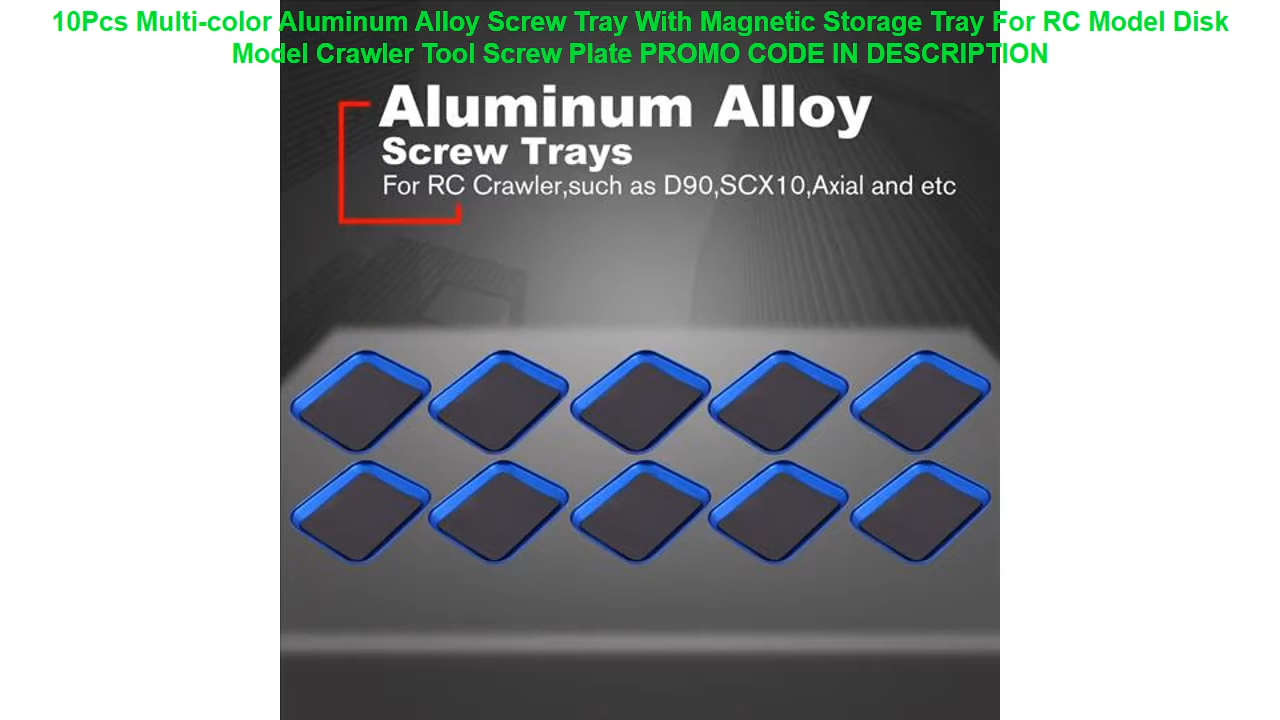 10Pcs Multi-color Aluminum Alloy Screw Tray With Magnetic Storage Tray For RC Model Disk
Model Crawler Tool Screw Plate PROMO CODE IN DESCRIPTION
Aluminum Alloy
Screw Trays
For RC Crawler,such as D90,SCX10,Axial and etc